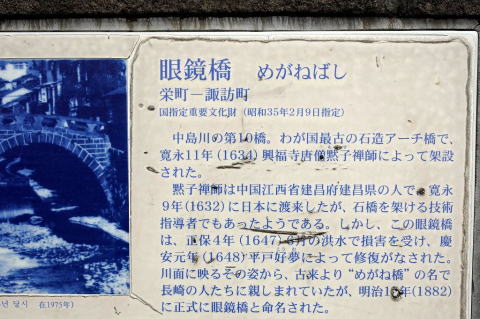 眼鏡橋 めがねばし
栄町－諏訪町
国指定重要文化財（昭和35年2月9日指定）
中島川の第10橋。わが国最古の石造アーチ橋で、
寛永11年（1634）興福寺唐僧黙子禅師によって架設
された。
黙子禅師は中国江西省建昌府建昌県の人で、寛永
9年（1632）に日本に渡来したが、石橋を架ける技術
指導者でもあったようである。しかし、この眼鏡橋
は、正保4年（1647）6月の洪水で損害を受け、慶
安元年（1648）平戸好夢によって修復がなされた。
川面に映るその姿から、古来より“めがね橋”の名で
長崎の人たちに親しまれていたが、明治15年（1882）
に正式に眼鏡橋と命名された。
년 당시 在1975年）